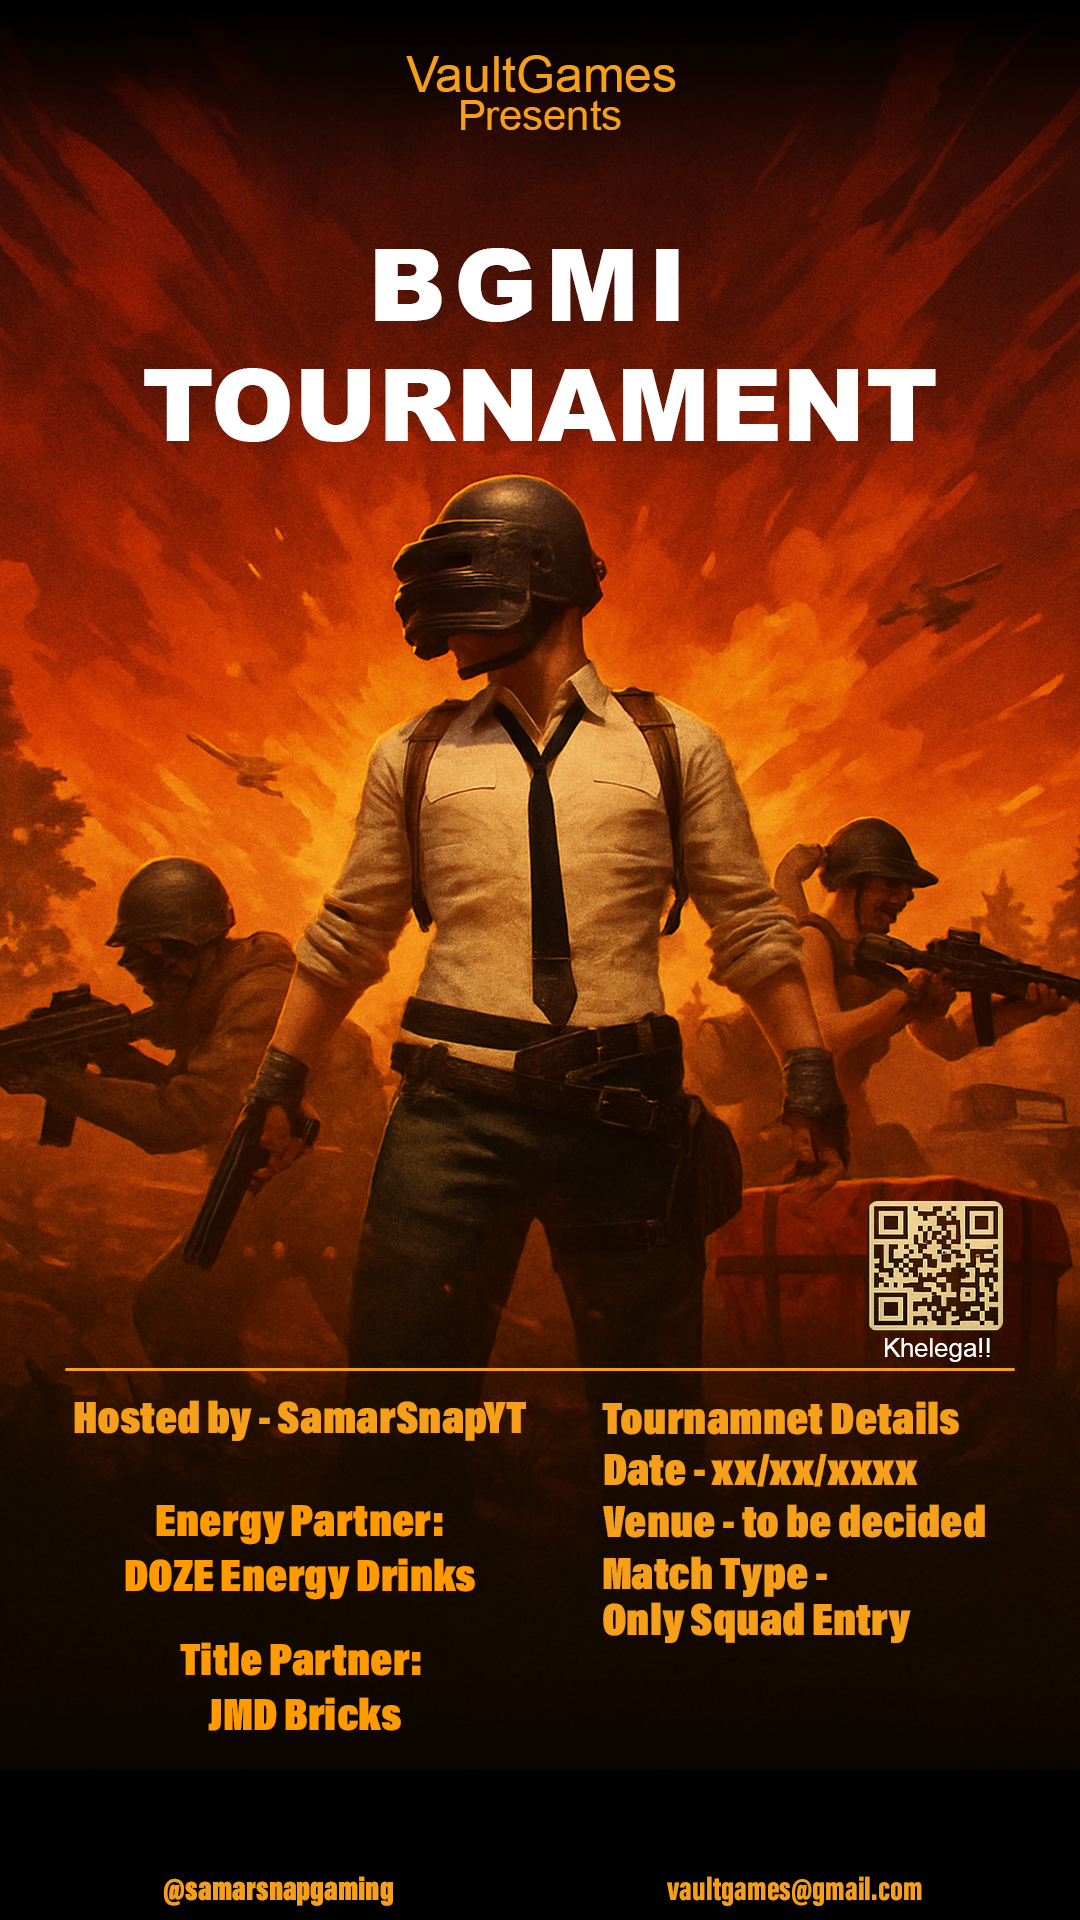 VaultGames
Presents
BGMI
TOURNAMENT
Khelega!!
Hosted by - SamarSnapYT
Energy Partner:
DOZE Energy Drinks
Title Partner:
JMD Bricks
Tournamnet Details
Date - xx/xx/xxxx
Venue - to be decided
Match Type -
Only Squad Entry
@samarsnapgaming
vaultgames@gmail.com